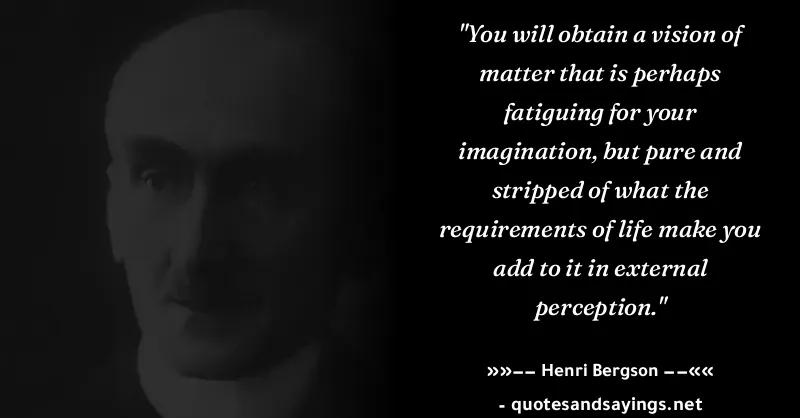 "You will obtain a vision of
matter that is perhaps
fatiguing for your
imagination, but pure and
stripped of what the
requirements of life make you
add to it in external
perception."
»»−− Henri Bergson −−««
- quotesandsayings.net